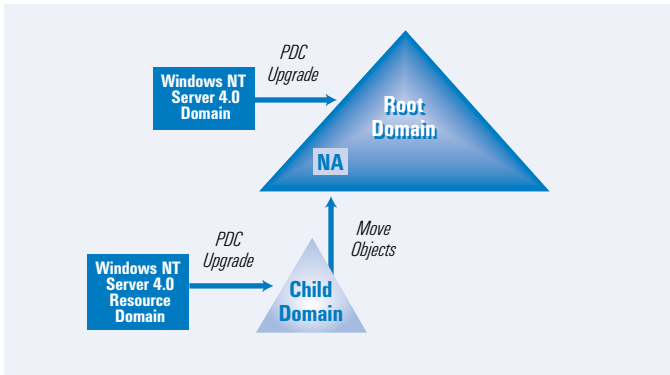 PDC
Upgrade
Windows NT
Server 4.0
Domain
Root
Domain
NA
Move
Objects
PDC
Upgrade
Windows NT
Server 4.0
Resource
Domain
Child
Domain